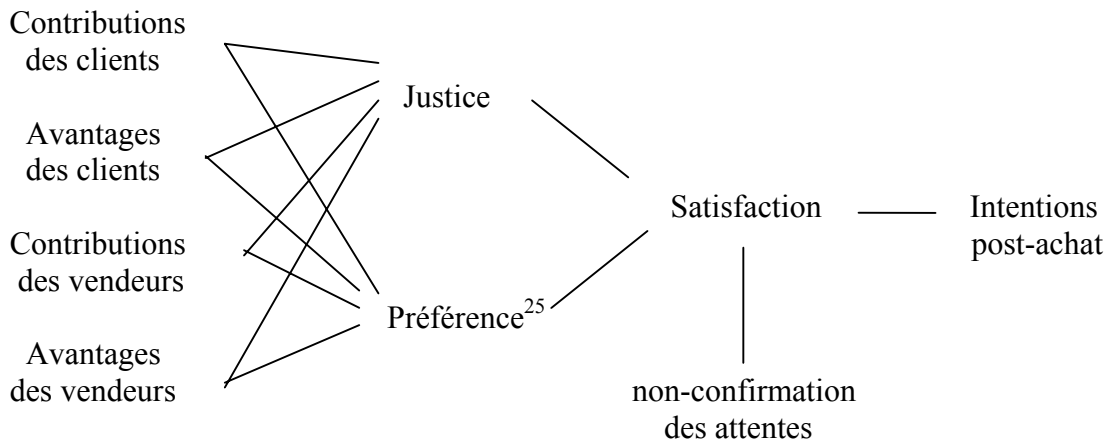 Contributions
des clients
Avantages
des clients
Contributions
des vendeurs
Avantages
des vendeurs
Justice
Préférence25
Satisfaction
non-confirmation
des attentes
Intentions
post-achat